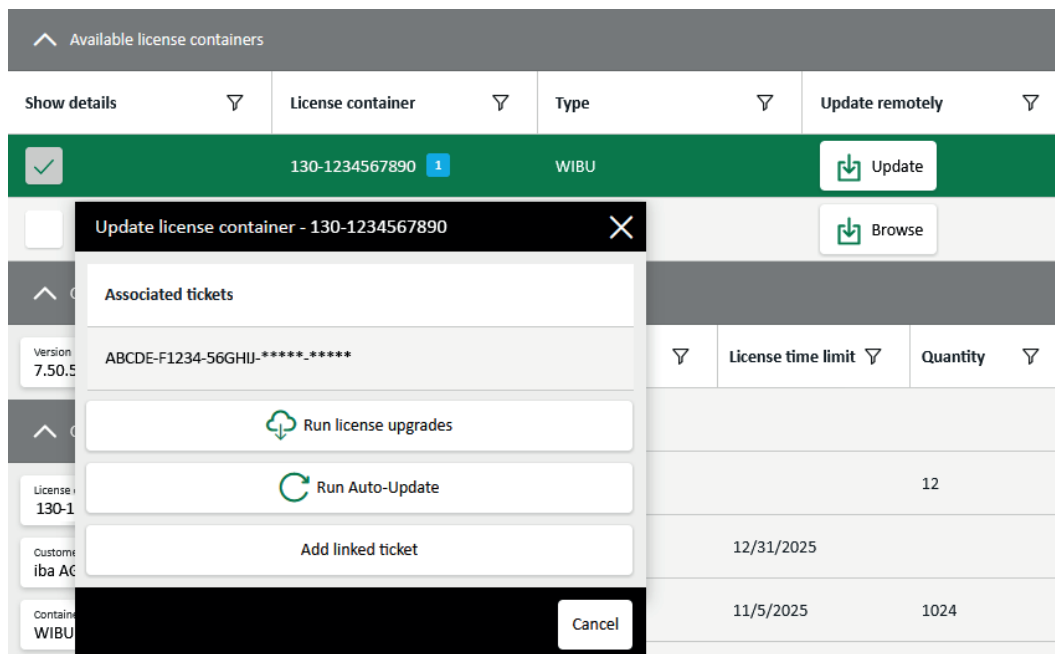 Available license containers
Show details License container Type Update remotely
130-1234567890 1 WIBU Update
Update license container - 130-1234567890
Browse
Associated tickets
Version
7.50.5
ABCDE-F1234-56GHIJ-*****-*****
License time limit Quantity
Run license upgrades
License
130-1
Run Auto-Update
12
Add linked ticket
12/31/2025
iba AG
WIBU
Cancel
11/5/2025 1024